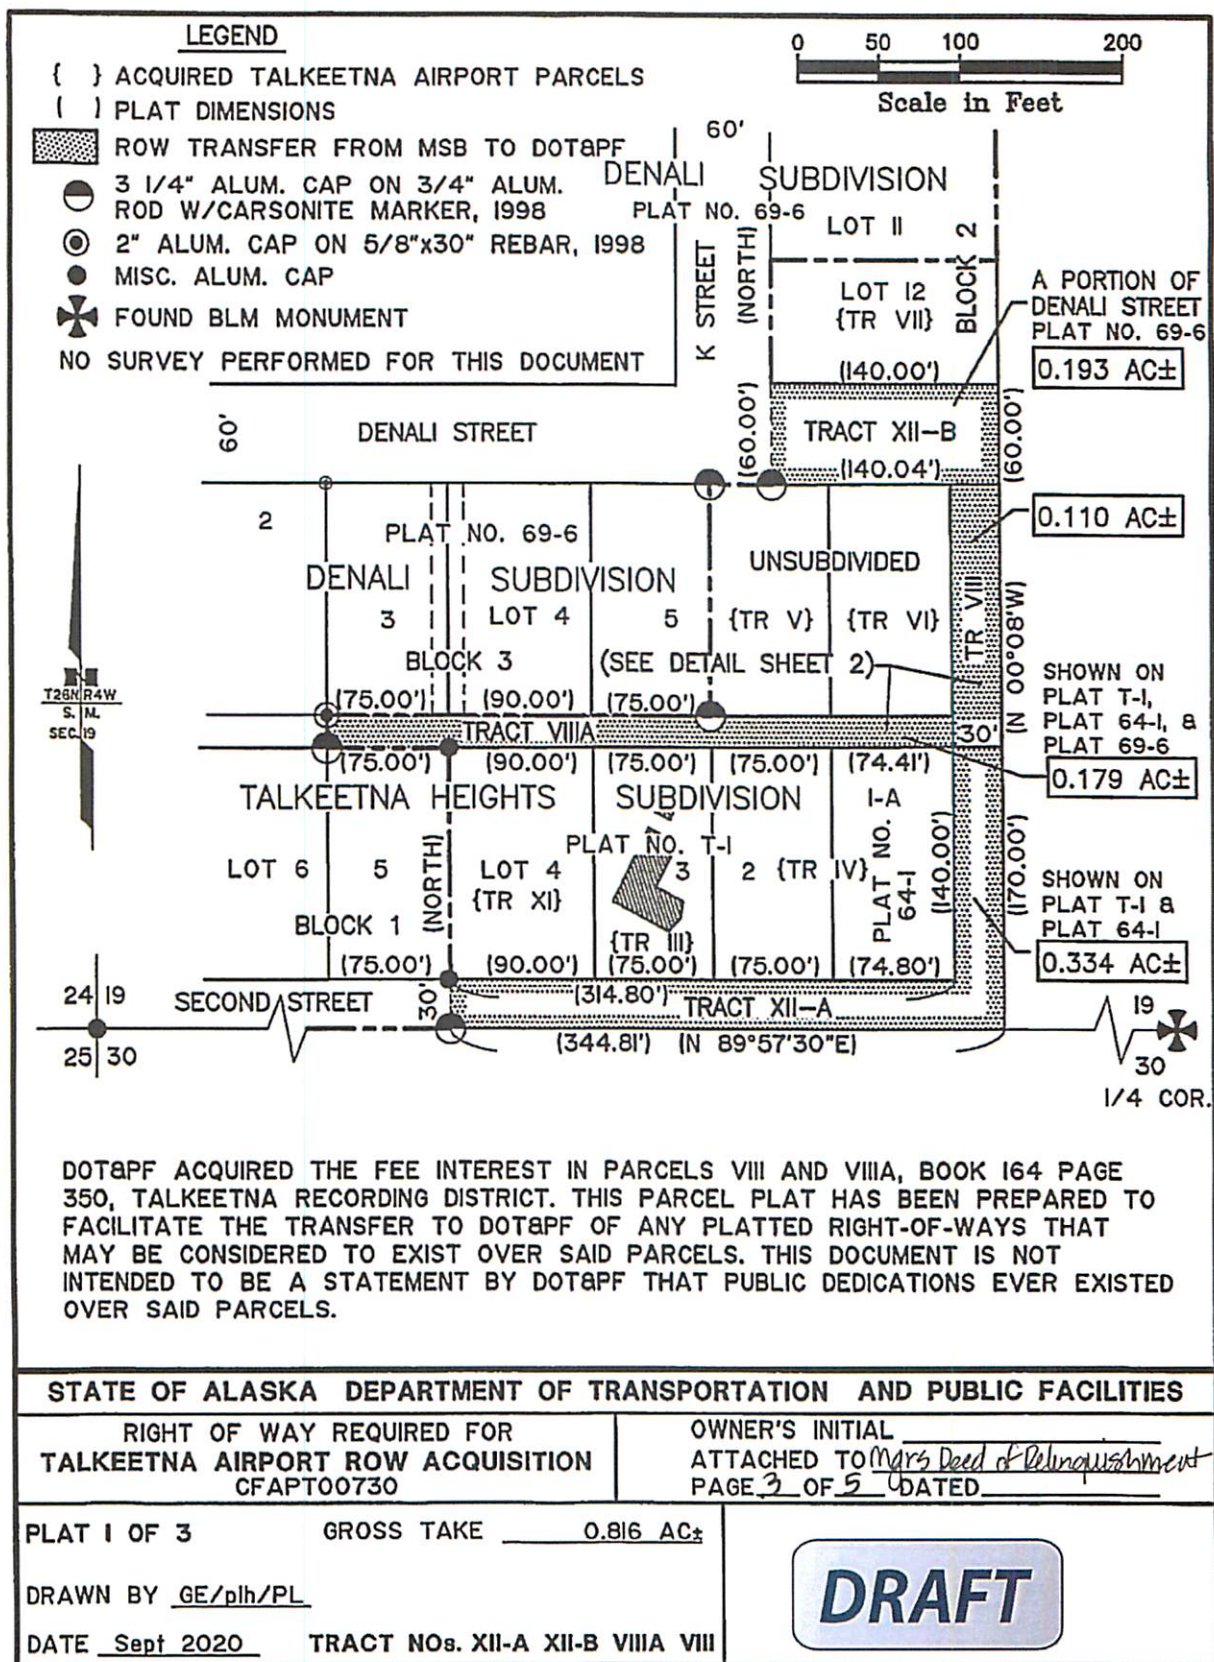 LEGEND
{ } ACQUIRED TALKEETNA AIRPORT PARCELS
( ) PLAT DIMENSIONS
ROW TRANSFER FROM MSB TO DOT&PF
3 1/4" ALUM. CAP ON 3/4" ALUM.
ROD W/CARSONITE MARKER, 1998
2" ALUM. CAP ON 5/8"x30" REBAR, 1998
MISC. ALUM. CAP
FOUND BLM MONUMENT
NO SURVEY PERFORMED FOR THIS DOCUMENT
0 50 100 200
Scale in Feet
60'
DENALI SUBDIVISION
PLAT NO. 69-6
LOT 11
K STREET
(NORTH)
BLOCK 2
LOT 12
{TR VII}
(140.00')
A PORTION OF
DENALI STREET
PLAT NO. 69-6
0.193 AC±
60'
DENALI STREET
(60.00')
TRACT XII-B
(60.00')
(140.04')
2
PLAT NO. 69-6
0.110 AC±
UNSUBDIVIDED
DENALI SUBDIVISION
3 LOT 4 5 {TR V} {TR VI}
TR VIII
(N 00°08'W)
BLOCK 3
(SEE DETAIL SHEET 2)
(75.00') (90.00') (75.00')
T26N R4W
S. M.
SEC. 19
SHOWN ON
PLAT T-1,
PLAT 64-1, &
PLAT 69-6
0.179 AC±
TRACT VIIIA
30'
(75.00') (90.00') (75.00') (75.00') (74.41')
TALKEETNA HEIGHTS SUBDIVISION
1-A
PLAT NO. T-1
LOT 6 5 LOT 4 3 2 {TR IV}
{TR XI}
(NORTH)
PLAT NO.
64-1
(140.00')
(170.00')
BLOCK 1
{TR III}
(75.00') (90.00') (75.00') (75.00') (74.80')
SHOWN ON
PLAT T-1 &
PLAT 64-1
0.334 AC±
24 19
SECOND STREET
30'
(314.80')
TRACT XII-A
19
25 30
(344.81') (N 89°57'30"E)
30
1/4 COR.
DOT&PF ACQUIRED THE FEE INTEREST IN PARCELS VIII AND VIIIA, BOOK 164 PAGE
350, TALKEETNA RECORDING DISTRICT. THIS PARCEL PLAT HAS BEEN PREPARED TO
FACILITATE THE TRANSFER TO DOT&PF OF ANY PLATTED RIGHT-OF-WAYS THAT
MAY BE CONSIDERED TO EXIST OVER SAID PARCELS. THIS DOCUMENT IS NOT
INTENDED TO BE A STATEMENT BY DOT&PF THAT PUBLIC DEDICATIONS EVER EXISTED
OVER SAID PARCELS.
STATE OF ALASKA DEPARTMENT OF TRANSPORTATION AND PUBLIC FACILITIES
RIGHT OF WAY REQUIRED FOR
TALKEETNA AIRPORT ROW ACQUISITION
CFAPT00730
OWNER'S INITIAL
ATTACHED TO Mgrs Deed of Relinquishment
PAGE 3 OF 5 DATED
PLAT 1 OF 3 GROSS TAKE 0.816 AC±
DRAWN BY GE/plh/PL
DATE Sept 2020 TRACT NOs. XII-A XII-B VIIIA VIII
DRAFT